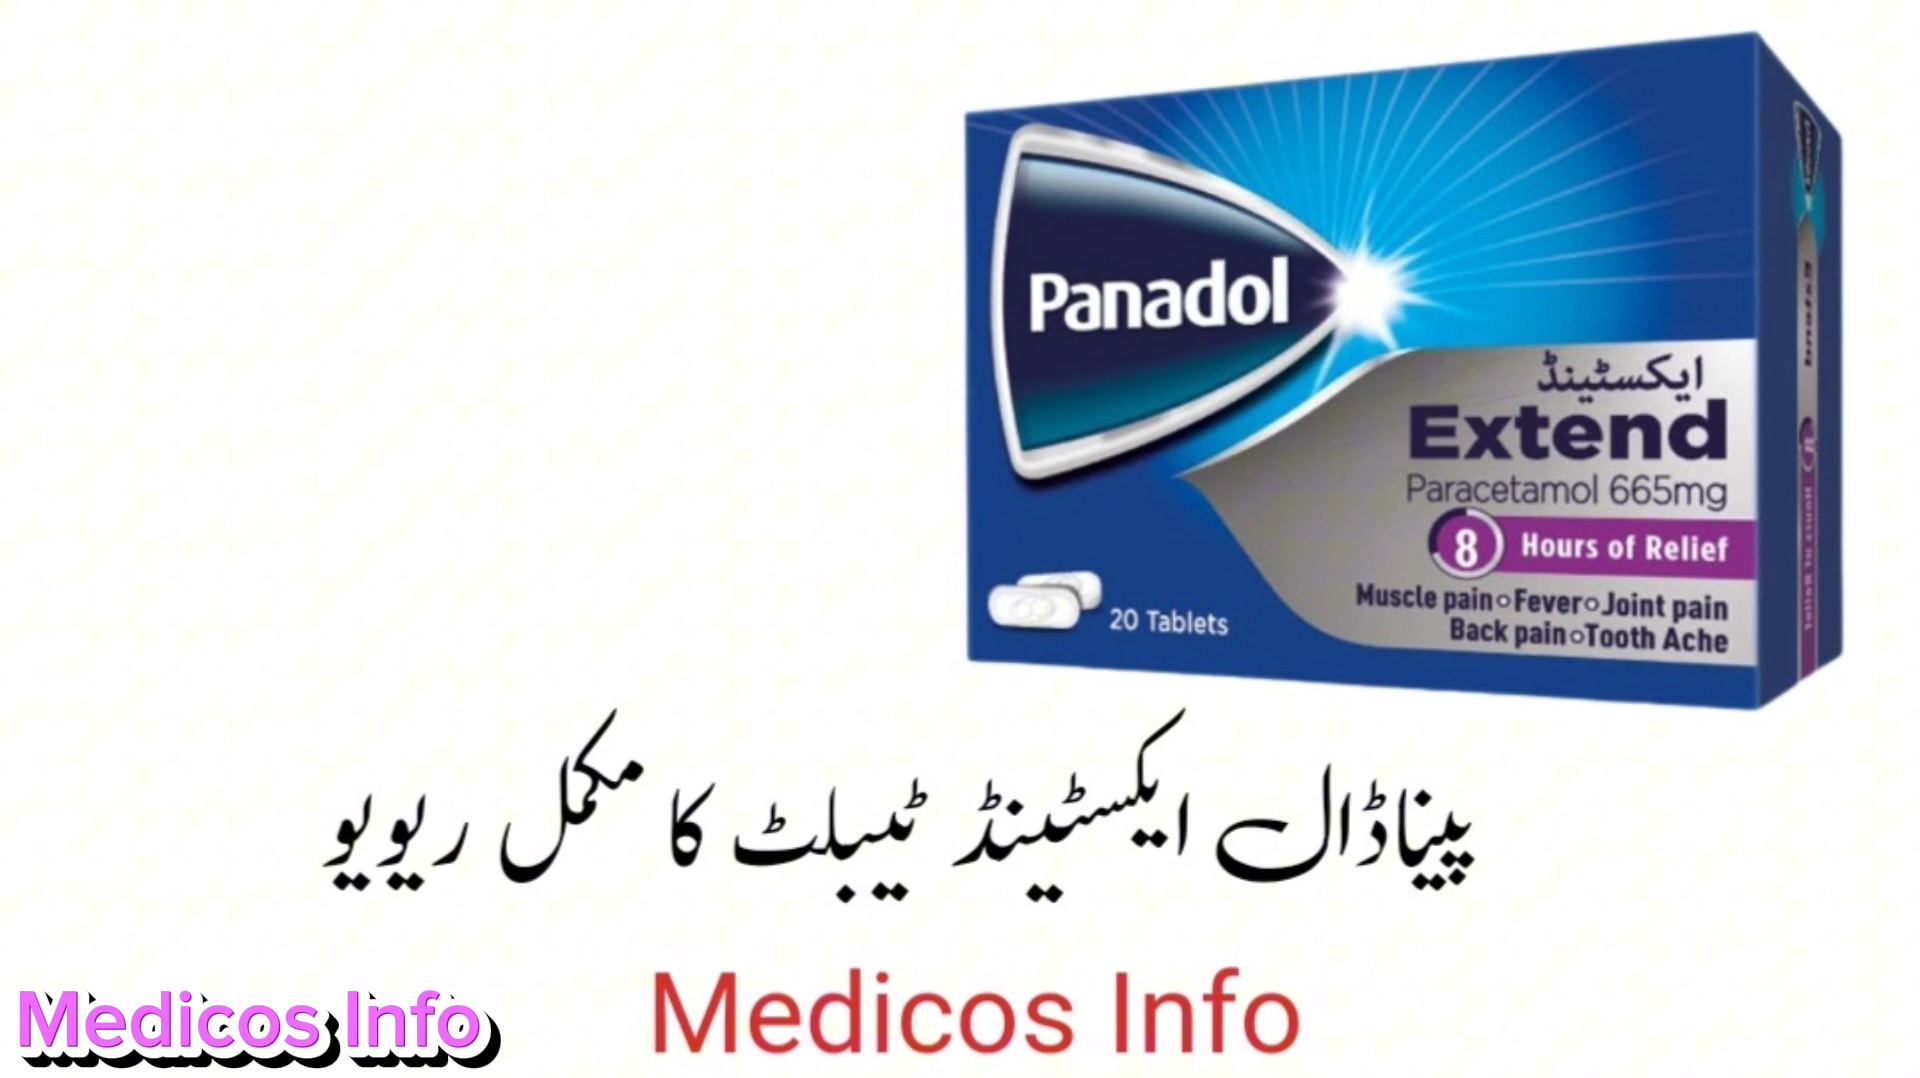 Panadol
ایکسٹینڈ
Extend
Paracetamol 665mg
8 Hours of Relief
Muscle pain∘Fever∘Joint pain
Back pain∘Tooth Ache
20 Tablets
پیناڈال ایکسٹینڈ ٹیبلٹ کا مکمل ریویو
Medicos Info
Medicos Info